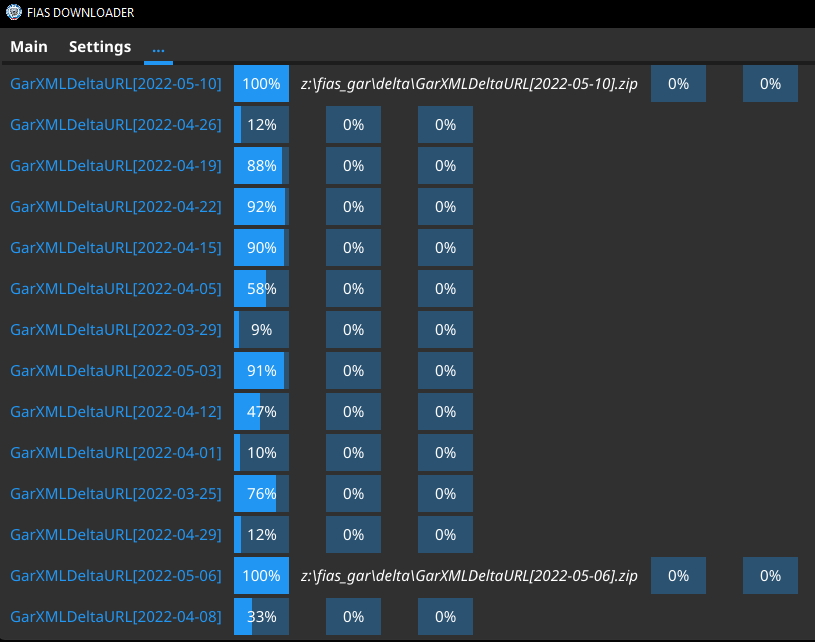 FIAS DOWNLOADER
Main Settings ...
GarXMLDeltaURL[2022-05-10] 100% z:\fias_gar\delta\GarXMLDeltaURL[2022-05-10].zip 0% 0%
GarXMLDeltaURL[2022-04-26] 12% 0% 0%
GarXMLDeltaURL[2022-04-19] 88% 0% 0%
GarXMLDeltaURL[2022-04-22] 92% 0% 0%
GarXMLDeltaURL[2022-04-15] 90% 0% 0%
GarXMLDeltaURL[2022-04-05] 58% 0% 0%
GarXMLDeltaURL[2022-03-29] 9% 0% 0%
GarXMLDeltaURL[2022-05-03] 91% 0% 0%
GarXMLDeltaURL[2022-04-12] 47% 0% 0%
GarXMLDeltaURL[2022-04-01] 10% 0% 0%
GarXMLDeltaURL[2022-03-25] 76% 0% 0%
GarXMLDeltaURL[2022-04-29] 12% 0% 0%
GarXMLDeltaURL[2022-05-06] 100% z:\fias_gar\delta\GarXMLDeltaURL[2022-05-06].zip 0% 0%
GarXMLDeltaURL[2022-04-08] 33% 0% 0%